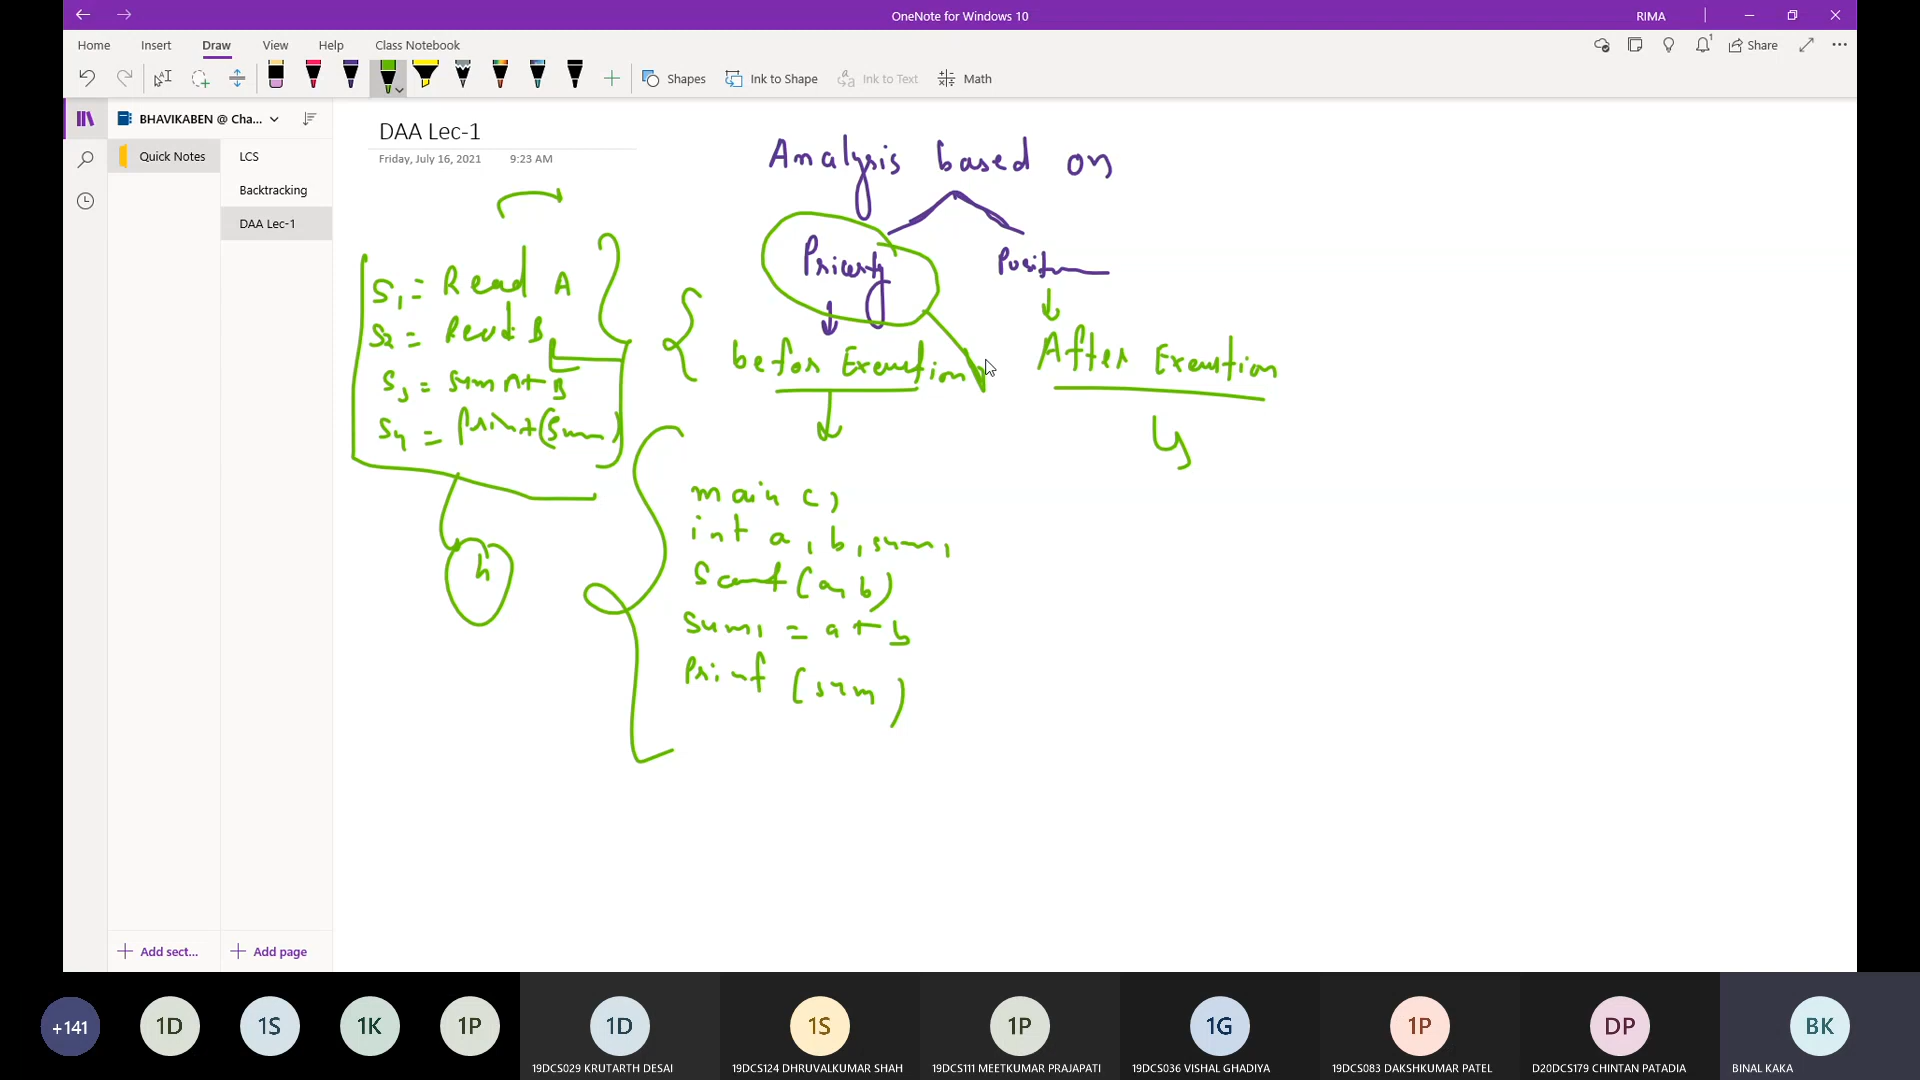 OneNote for Windows 10
RIMA
Home Insert Draw View Help Class Notebook
Share
Shapes Ink to Shape Ink to Text Math
BHAVIKABEN @ Cha...
Quick Notes
LCS
Backtracking
DAA Lec-1
DAA Lec-1
Friday, July 16, 2021 9:23 AM
Analysis based on
before Execution
After Execution
S1 = Read A
S2 = Read B
S3 = sum A+B
S4 = Print (Sum)
n
main ()
int a, b, sum,
Scanf (a, b)
Sum = a + b
Prinf (sum)
Add sect...
Add page
+141
1D 1S 1K 1P 1D 1S 1P 1G 1P DP BK
19DCS029 KRUTARTH DESAI
19DCS124 DHRUVALKUMAR SHAH
19DCS111 MEETKUMAR PRAJAPATI
19DCS036 VISHAL GHADIYA
19DCS083 DAKSHKUMAR PATEL
D20DCS179 CHINTAN PATADIA
BINAL KAKA